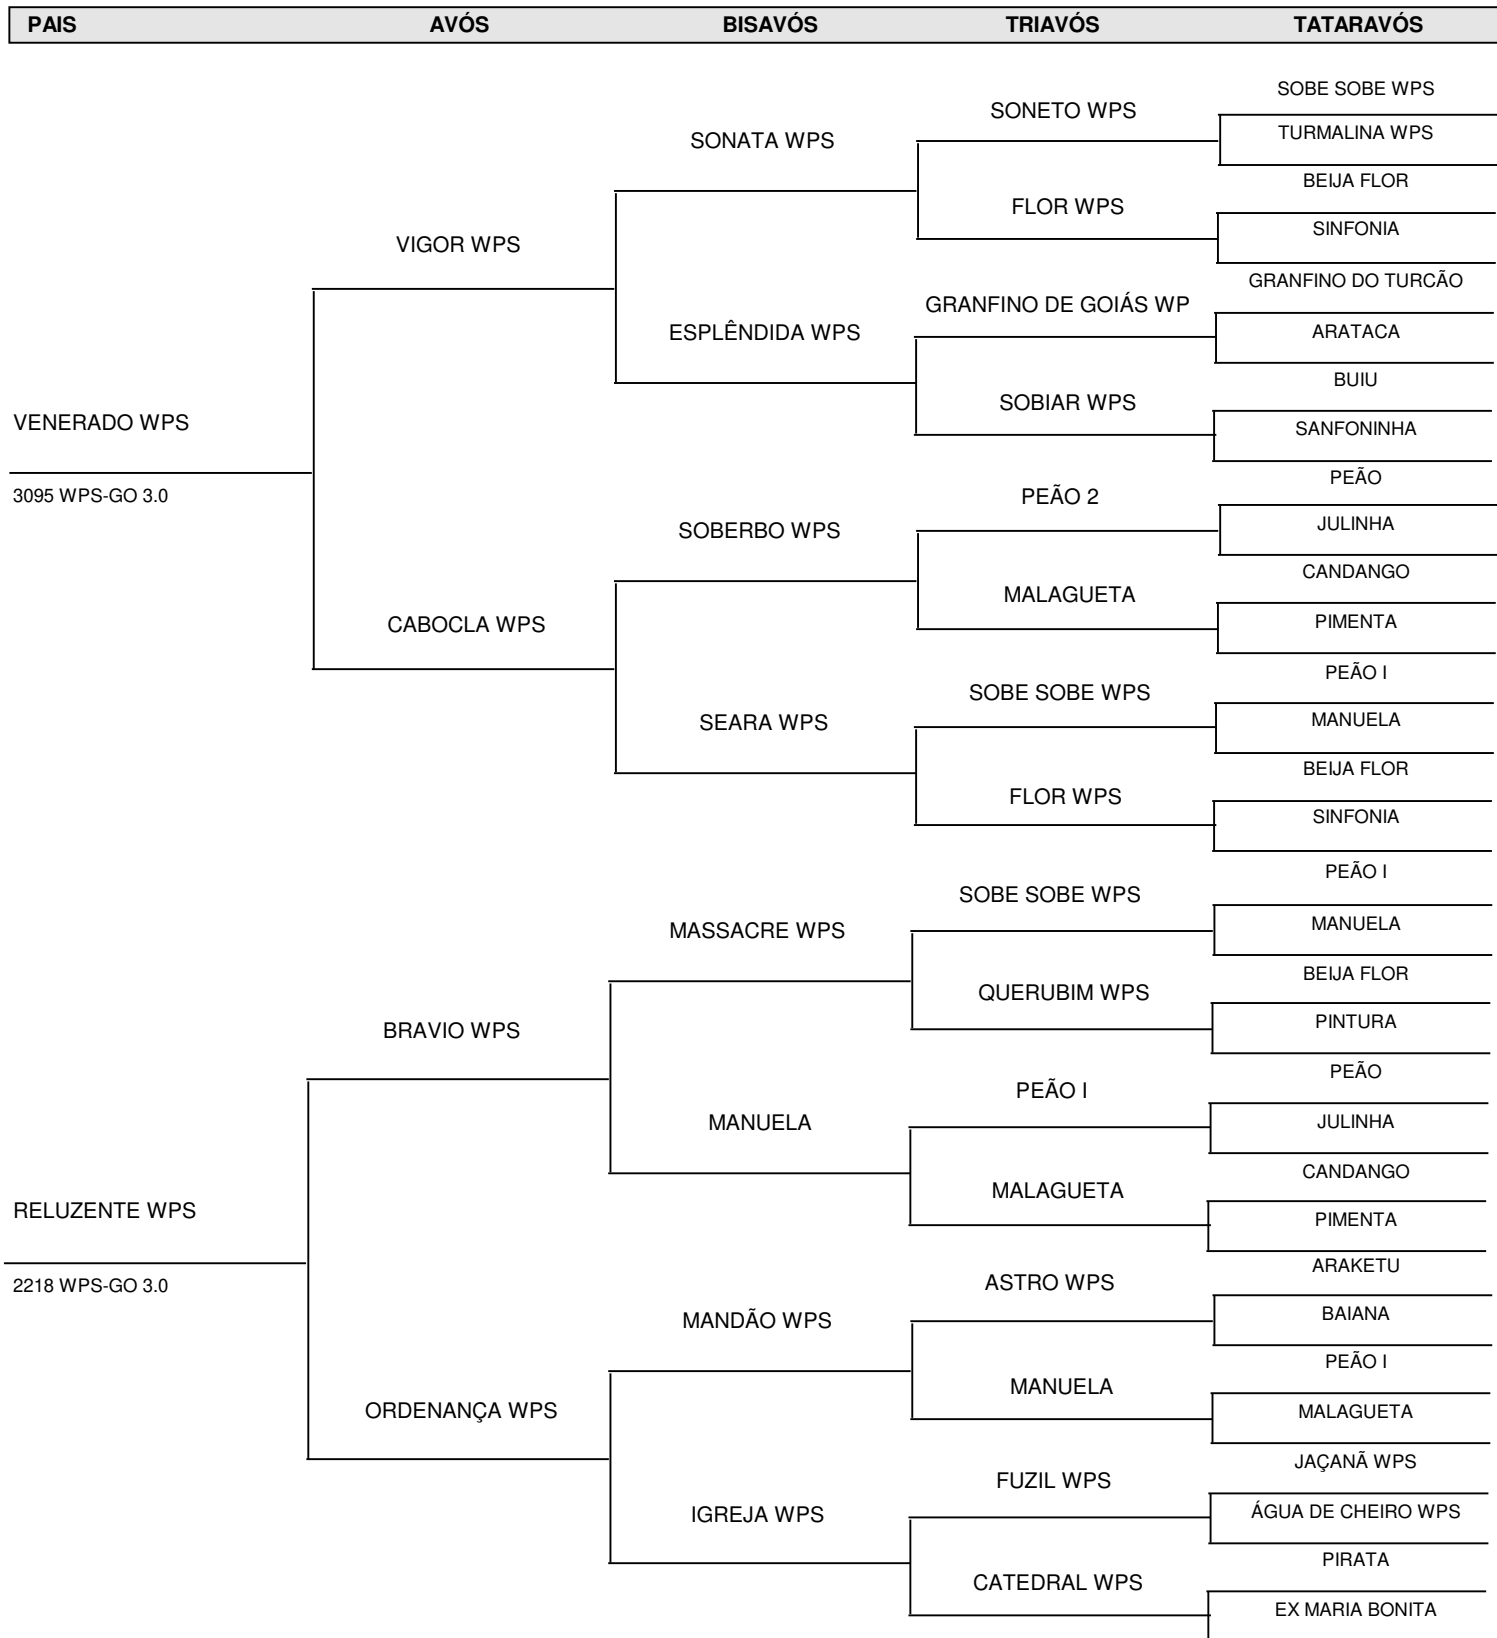 PAIS AVÓS BISAVÓS TRIAVÓS TATARAVÓS
SOBE SOBE WPS
SONETO WPS
TURMALINA WPS
SONATA WPS
BEIJA FLOR
FLOR WPS
SINFONIA
VIGOR WPS
GRANFINO DO TURCÃO
GRANFINO DE GOIÁS WP
ARATACA
ESPLÊNDIDA WPS
BUIU
SOBIAR WPS
SANFONINHA
VENERADO WPS
3095 WPS-GO 3.0
PEÃO
PEÃO 2
JULINHA
SOBERBO WPS
CANDANGO
MALAGUETA
PIMENTA
CABOCLA WPS
PEÃO I
SOBE SOBE WPS
MANUELA
SEARA WPS
BEIJA FLOR
FLOR WPS
SINFONIA
PEÃO I
SOBE SOBE WPS
MANUELA
MASSACRE WPS
BEIJA FLOR
QUERUBIM WPS
PINTURA
BRAVIO WPS
PEÃO
PEÃO I
JULINHA
MANUELA
CANDANGO
MALAGUETA
PIMENTA
RELUZENTE WPS
2218 WPS-GO 3.0
ARAKETU
ASTRO WPS
BAIANA
MANDÃO WPS
PEÃO I
MANUELA
MALAGUETA
ORDENANÇA WPS
JAÇANÃ WPS
FUZIL WPS
ÁGUA DE CHEIRO WPS
IGREJA WPS
PIRATA
CATEDRAL WPS
EX MARIA BONITA